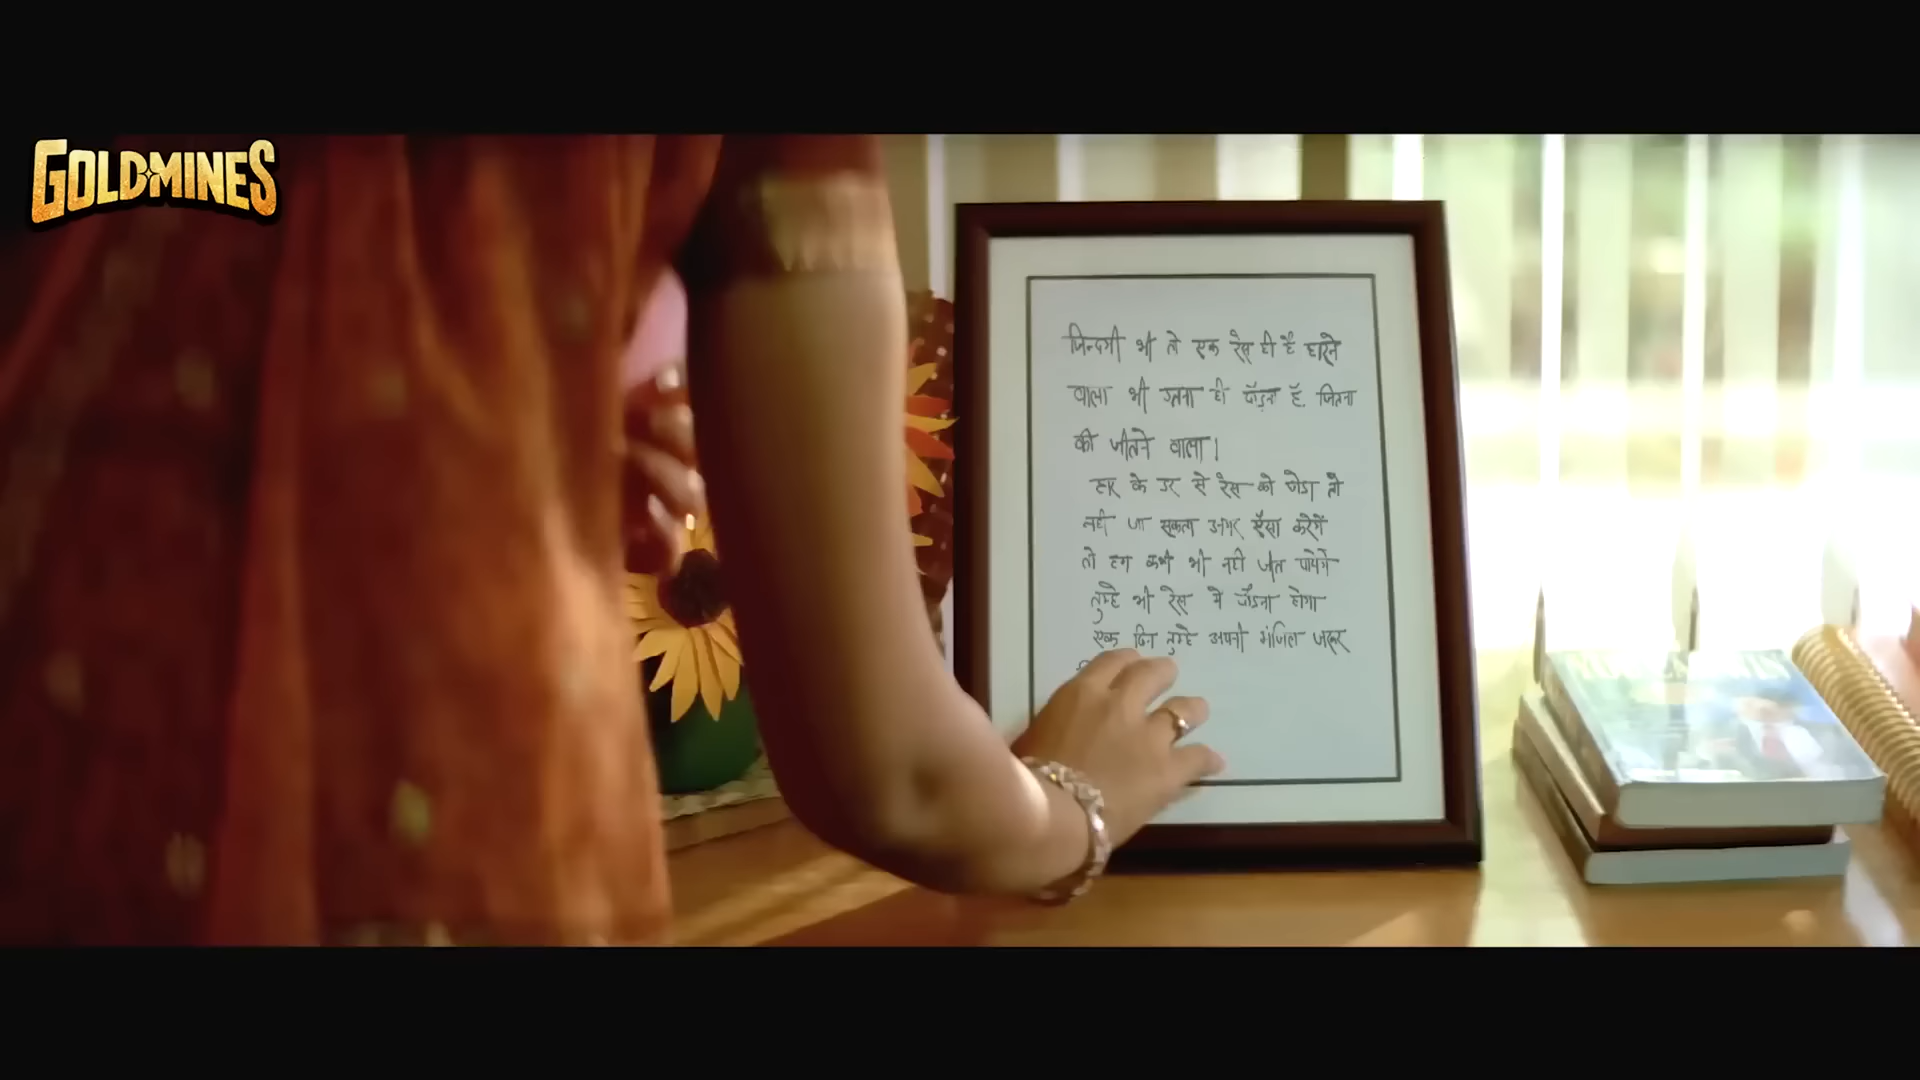 GOLDMINES
जिन्दगी भी तो एक रेस ही है हारने
वाला भी उतना ही दौड़ता है. जितना
की जीतने वाला।
हार के डर से रेस को छोडा तो
नही जा सकता अगर ऐसा करेगें
तो हम कभी भी नही जीत पायेगें
तुम्हे भी रेस मे दौडना होगा
एक दिन तुम्हे अपनी मंजिल जरूर